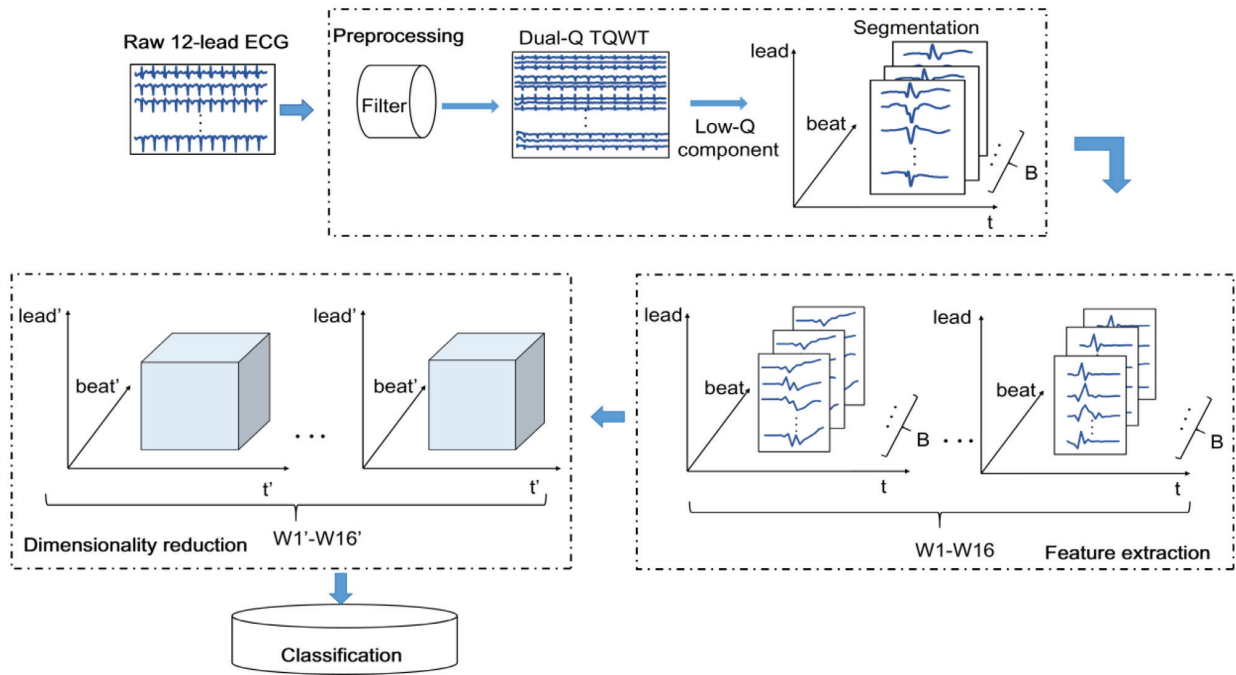 Raw 12-lead ECG
Preprocessing
Filter
Dual-Q TQWT
Low-Q
component
Segmentation
lead
beat
B
t
lead'
beat'
t'
lead'
beat'
t'
W1'-W16'
Dimensionality reduction
lead
beat
B
t
lead
beat
B
t
W1-W16
Feature extraction
Classification